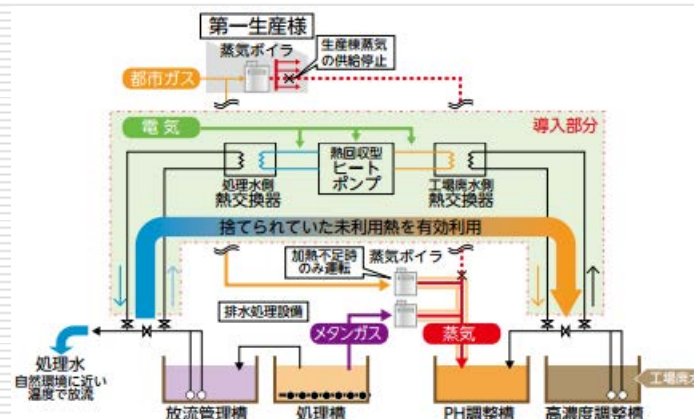 第一生産様
蒸気ボイラ
生産棟蒸気
の供給停止
都市ガス
電気
導入部分
処理水側
熱交換器
熱回収型
ヒート
ポンプ
工場廃水側
熱交換器
捨てられていた未利用熱を有効利用
加熱不足時
のみ運転
蒸気ボイラ
排水処理設備
メタンガス
蒸気
処理水
自然環境に近い
温度で放流
放流管理槽
処理槽
PH調整槽
高濃度調整槽
工場廃